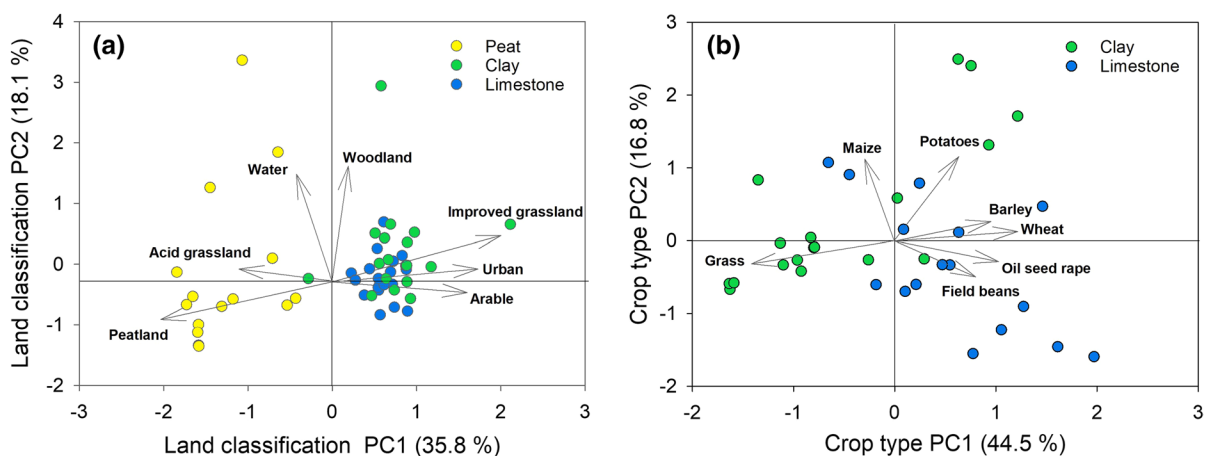 (a)
Peat
Clay
Limestone
Land classification PC2 (18.1 %)
4
3
2
1
0
-1
-2
Water
Woodland
Improved grassland
Acid grassland
Urban
Arable
Peatland
-3
-2
-1
0
1
2
3
Land classification PC1 (35.8 %)
(b)
Clay
Limestone
Crop type PC2 (16.8 %)
3
2
1
0
-1
-2
Maize
Potatoes
Barley
Wheat
Grass
Oil seed rape
Field beans
-2
-1
0
1
2
3
Crop type PC1 (44.5 %)